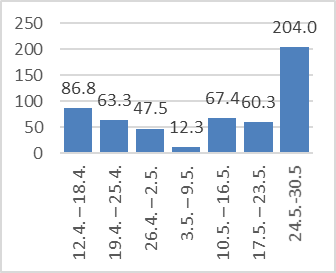 250
200
150
100
50
0
86.8
63.3
47.5
12.3
67.4
60.3
204.0
12.4. – 18.4.
19.4. – 25.4.
26.4. – 2.5.
3.5. – 9.5.
10.5. – 16.5.
17.5. – 23.5.
24.5.-30.5